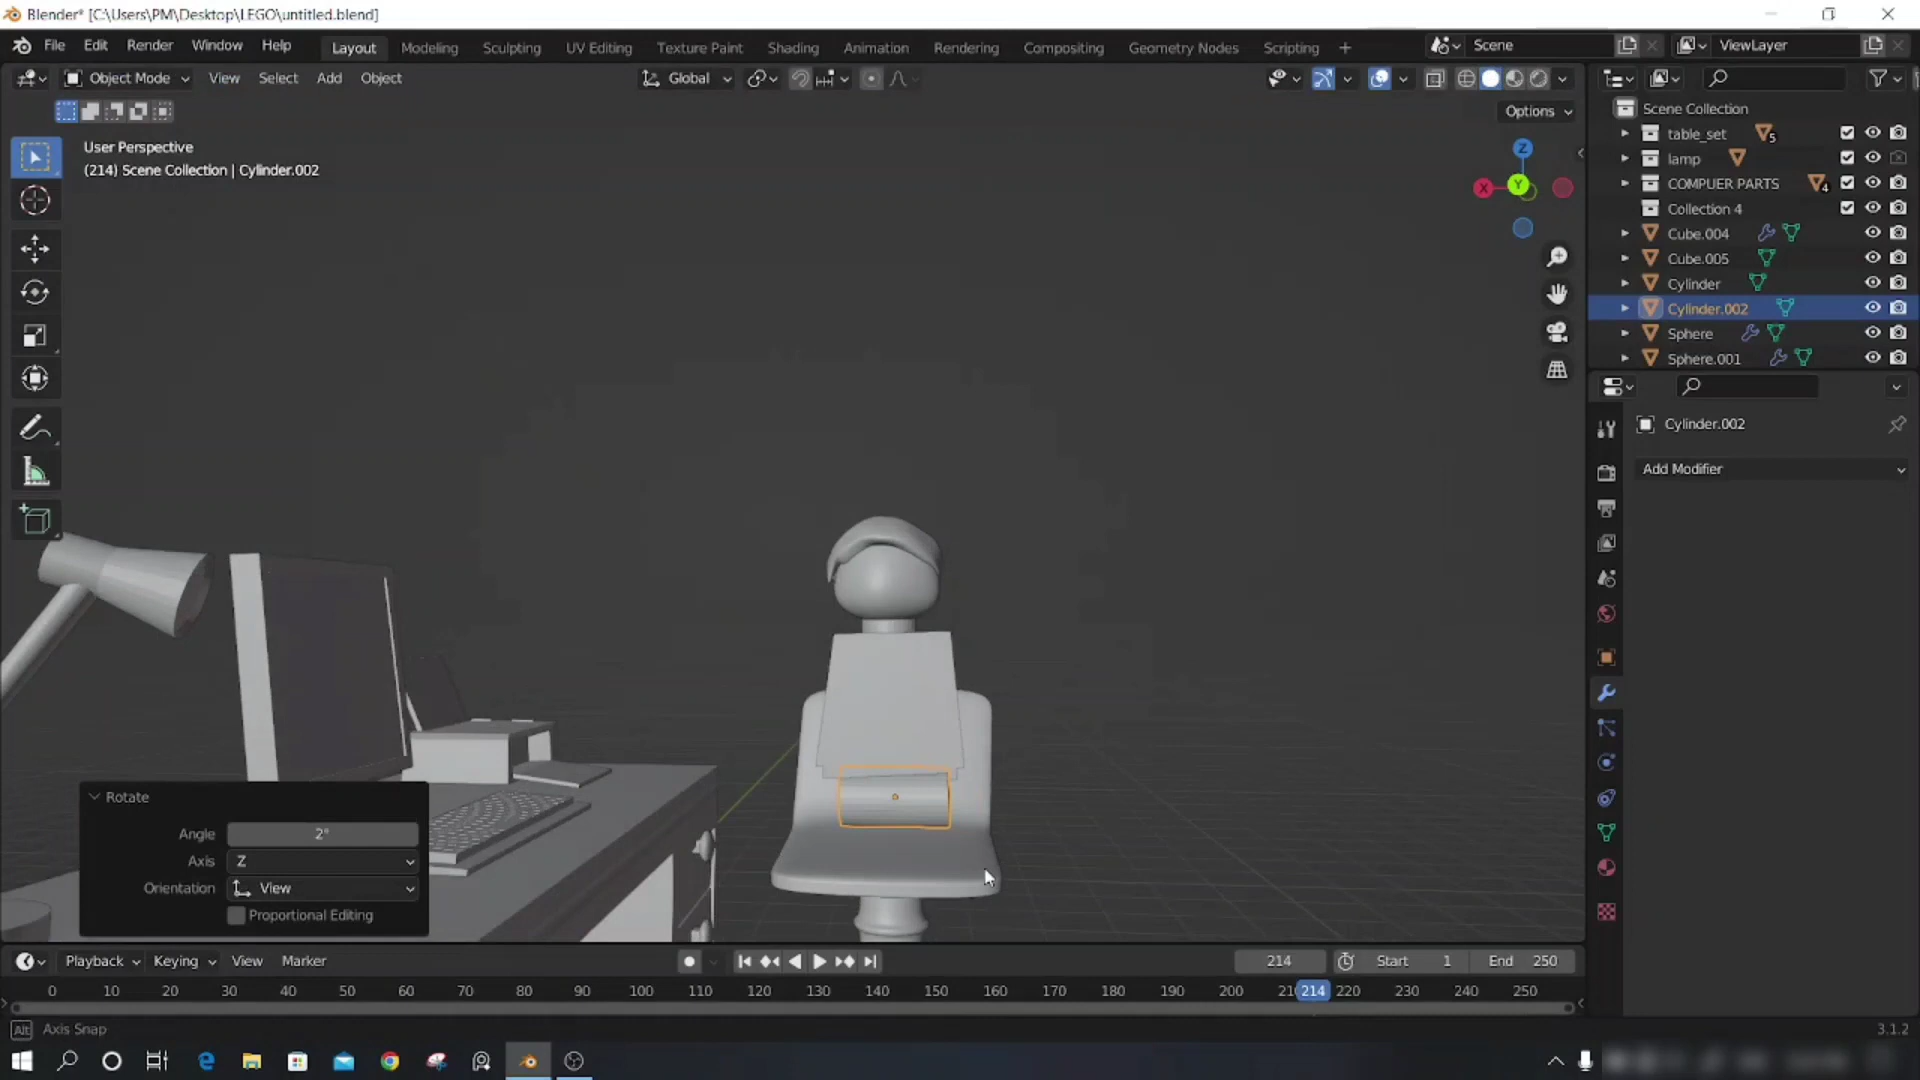 Blender* [C:\Users\PM\Desktop\LEGO\untitled.blend]
File Edit Render Window Help
Layout Modeling Sculpting UV Editing Texture Paint Shading Animation Rendering Compositing Geometry Nodes Scripting +
Scene
ViewLayer
Object Mode View Select Add Object
Global
Options
User Perspective
(214) Scene Collection | Cylinder.002
Z
X
Y
Scene Collection
table_set 5
lamp
COMPUER PARTS 4
Collection 4
Cube.004
Cube.005
Cylinder
Cylinder.002
Sphere
Sphere.001
Cylinder.002
Add Modifier
Rotate
Angle 2°
Axis Z
Orientation View
Proportional Editing
Playback Keying View Marker
214 Start 1 End 250
0 10 20 30 40 50 60 70 80 90 100 110 120 130 140 150 160 170 180 190 200 21 214 220 230 240 250
Alt Axis Snap
3.1.2